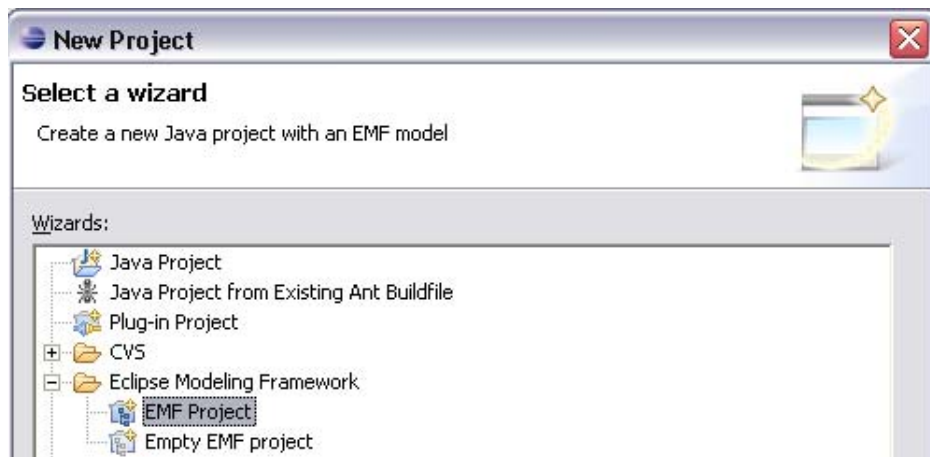 New Project
Select a wizard
Create a new Java project with an EMF model
Wizards:
Java Project
Java Project from Existing Ant Buildfile
Plug-in Project
CVS
Eclipse Modeling Framework
EMF Project
Empty EMF project